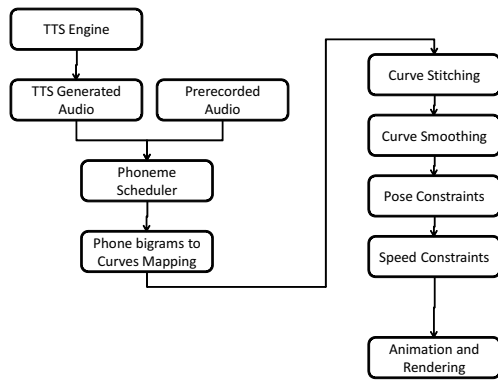 TTS Engine
TTS Generated
Audio
Prerecorded
Audio
Phoneme
Scheduler
Phone bigrams to
Curves Mapping
Curve Stitching
Curve Smoothing
Pose Constraints
Speed Constraints
Animation and
Rendering